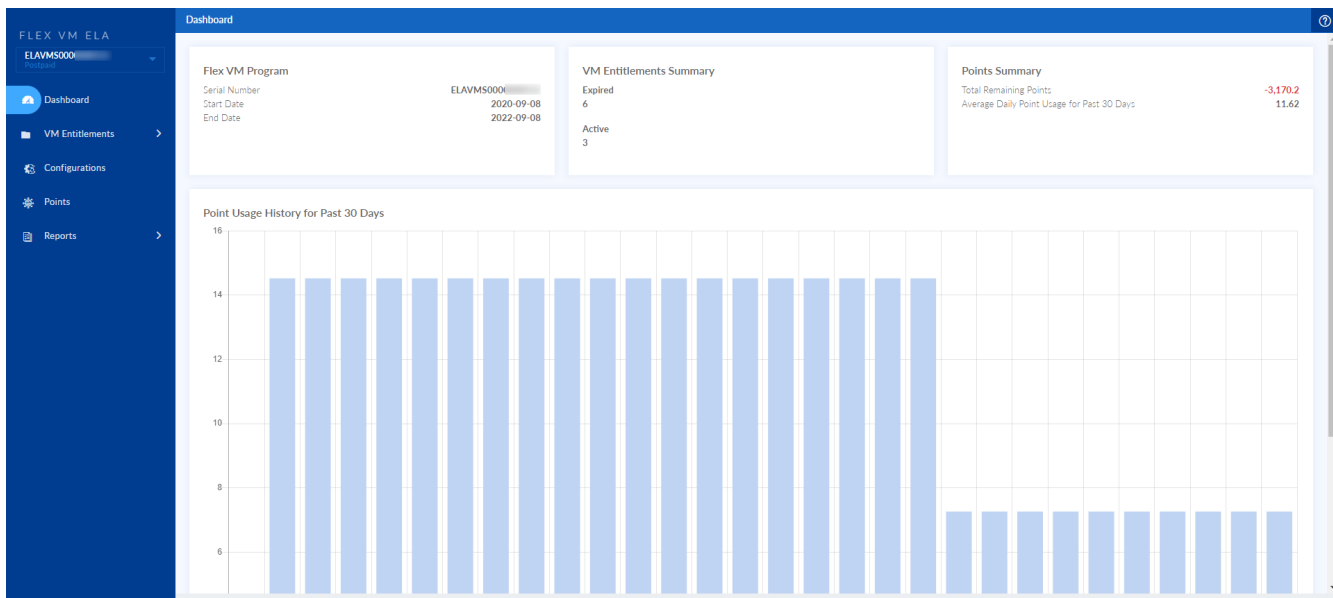 Dashboard
FLEX VM ELA
ELAVMS000
Postpaid
Dashboard
VM Entitlements
Configurations
Points
Reports
Flex VM Program
Serial Number ELAVMS000
Start Date 2020-09-08
End Date 2022-09-08
VM Entitlements Summary
Expired
6
Active
3
Points Summary
Total Remaining Points -3,170.2
Average Daily Point Usage for Past 30 Days 11.62
Point Usage History for Past 30 Days
16
14
12
10
8
6